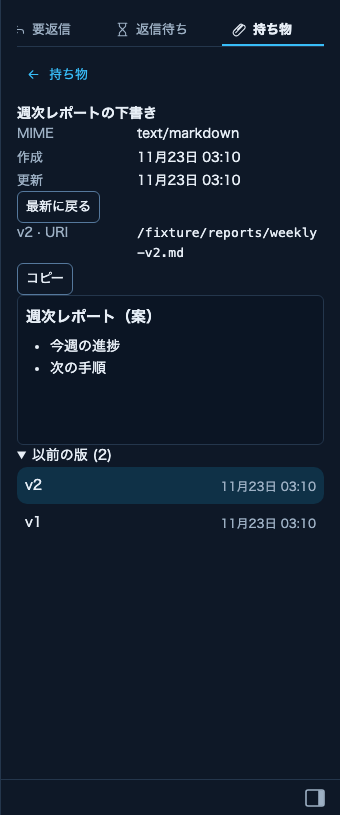 要返信
返信待ち
持ち物
← 持ち物
週次レポートの下書き
MIME text/markdown
作成 11月23日 03:10
更新 11月23日 03:10
最新に戻る
v2 · URI /fixture/reports/weekly
-v2.md
コピー
週次レポート（案）
• 今週の進捗
• 次の手順
▼ 以前の版 (2)
v2 11月23日 03:10
v1 11月23日 03:10